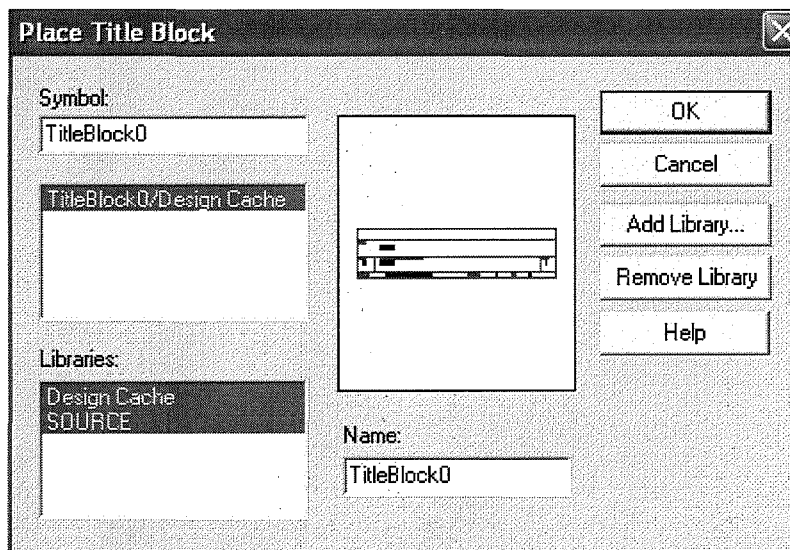 Place Title Block
Symbol:
TitleBlock0
TitleBlock0/Design Cache
Libraries:
Design Cache
SOURCE
Name:
TitleBlock0
OK
Cancel
Add Library...
Remove Library
Help